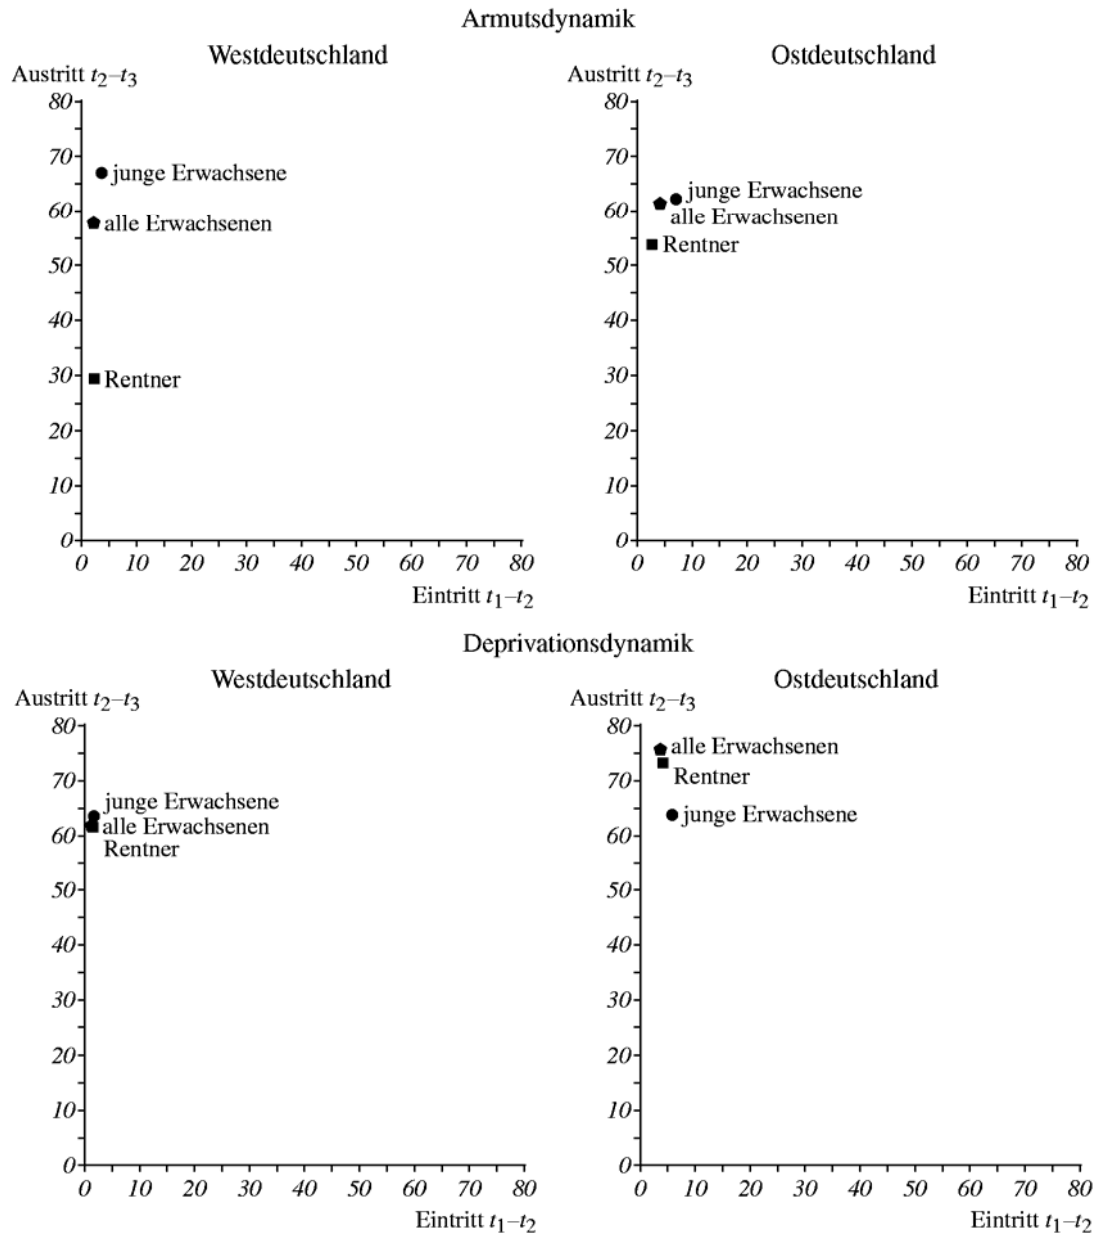 Armutsdynamik
Westdeutschland
Austritt t2–t3
80
70
junge Erwachsene
60
alle Erwachsenen
50
40
30
Rentner
20
10
0
0 10 20 30 40 50 60 70 80
Eintritt t1–t2
Ostdeutschland
Austritt t2–t3
80
70
junge Erwachsene
60
alle Erwachsenen
Rentner
50
40
30
20
10
0
0 10 20 30 40 50 60 70 80
Eintritt t1–t2
Deprivationsdynamik
Westdeutschland
Austritt t2–t3
80
70
junge Erwachsene
60
alle Erwachsenen
Rentner
50
40
30
20
10
0
0 10 20 30 40 50 60 70 80
Eintritt t1–t2
Ostdeutschland
Austritt t2–t3
80
alle Erwachsenen
Rentner
70
junge Erwachsene
60
50
40
30
20
10
0
0 10 20 30 40 50 60 70 80
Eintritt t1–t2